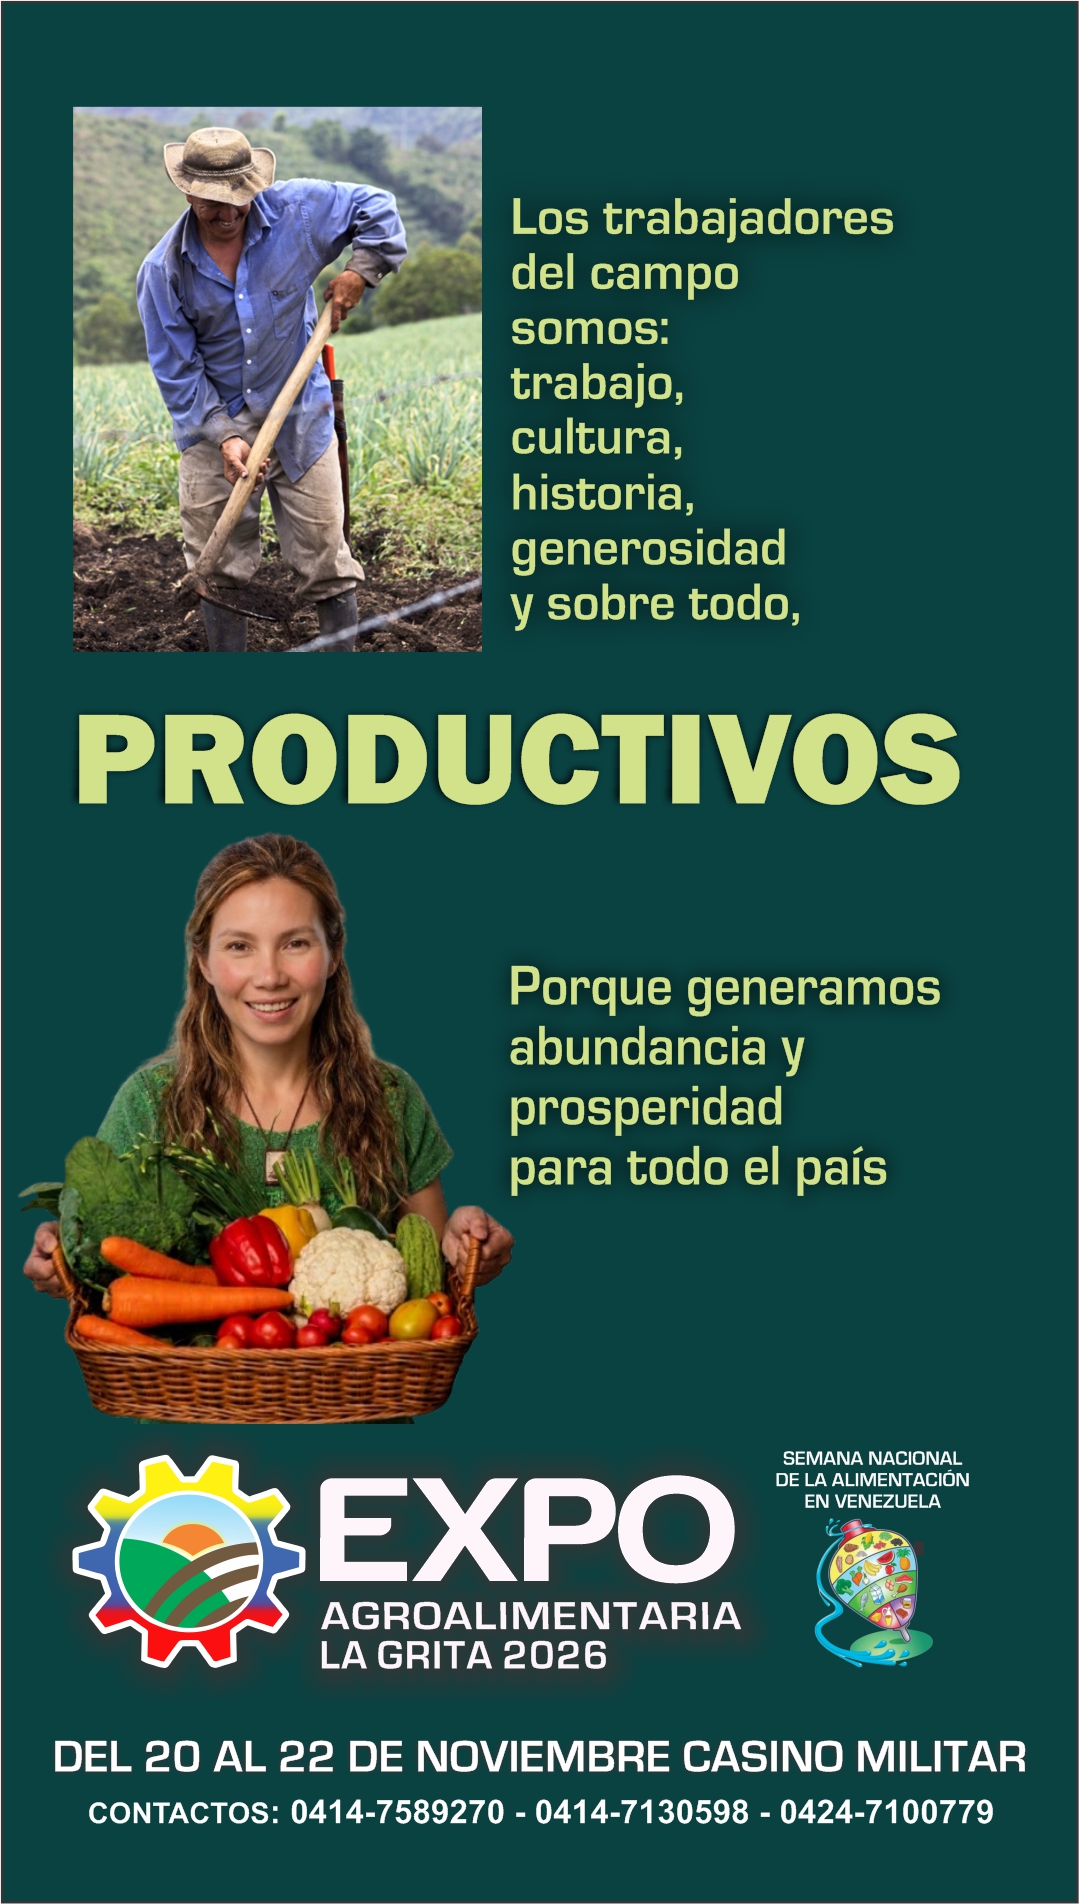 Los trabajadores
del campo
somos:
trabajo,
cultura,
historia,
generosidad
y sobre todo,
PRODUCTIVOS
Porque generamos
abundancia y
prosperidad
para todo el país
EXPO
AGROALIMENTARIA
LA GRITA 2026
SEMANA NACIONAL
DE LA ALIMENTACIÓN
EN VENEZUELA
DEL 20 AL 22 DE NOVIEMBRE CASINO MILITAR
CONTACTOS: 0414-7589270 - 0414-7130598 - 0424-7100779